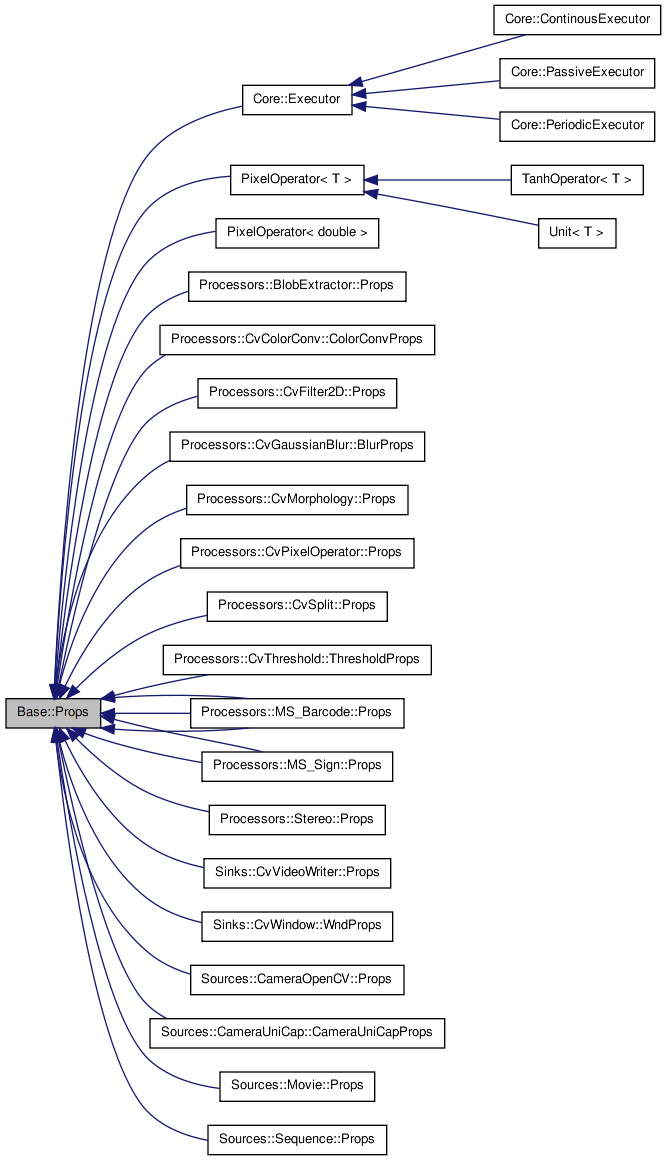 Core::ContinousExecutor
Core::PassiveExecutor
Core::Executor
Core::PeriodicExecutor
PixelOperator< T >
TanhOperator< T >
PixelOperator< double >
Unit< T >
Processors::BlobExtractor::Props
Processors::CvColorConv::ColorConvProps
Processors::CvFilter2D::Props
Processors::CvGaussianBlur::BlurProps
Processors::CvMorphology::Props
Processors::CvPixelOperator::Props
Processors::CvSplit::Props
Processors::CvThreshold::ThresholdProps
Base::Props
Processors::MS_Barcode::Props
Processors::MS_Sign::Props
Processors::Stereo::Props
Sinks::CvVideoWriter::Props
Sinks::CvWindow::WndProps
Sources::CameraOpenCV::Props
Sources::CameraUniCap::CameraUniCapProps
Sources::Movie::Props
Sources::Sequence::Props